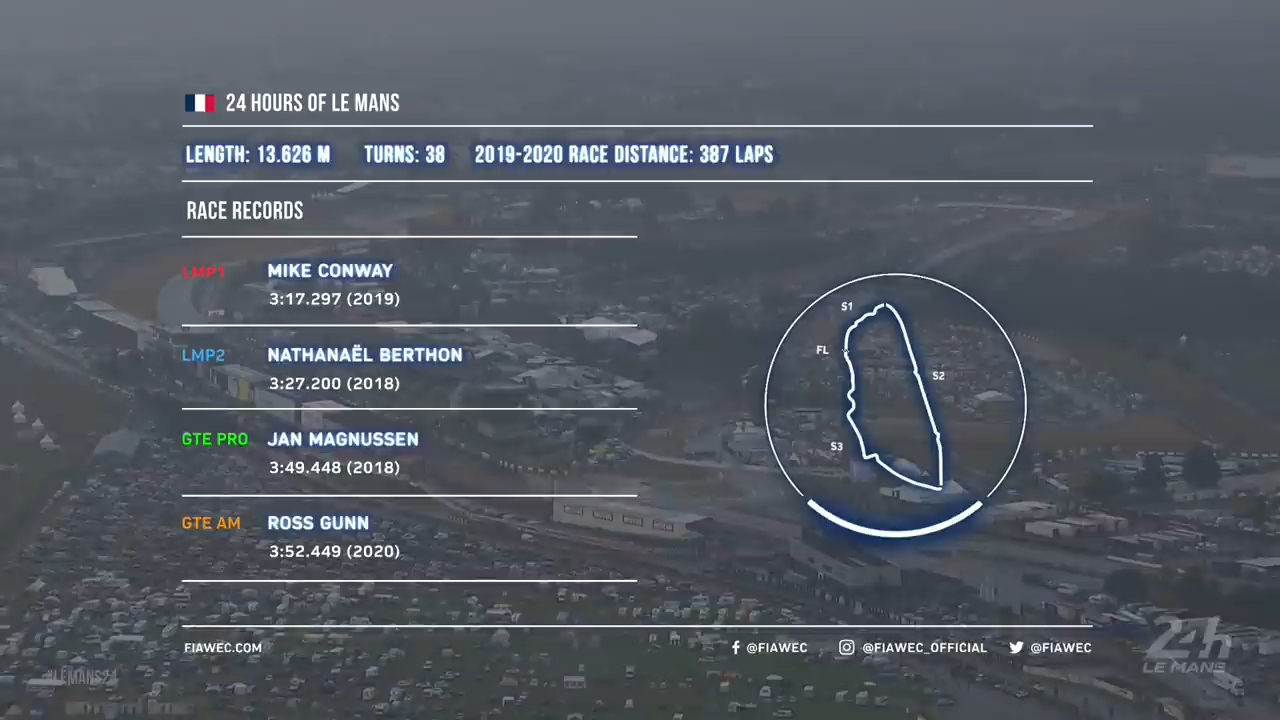 24 HOURS OF LE MANS
LENGTH: 13.626 M TURNS: 38 2019-2020 RACE DISTANCE: 387 LAPS
RACE RECORDS
LMP1 MIKE CONWAY
3:17.297 (2019)
LMP2 NATHANAËL BERTHON
3:27.200 (2018)
GTE PRO JAN MAGNUSSEN
3:49.448 (2018)
GTE AM ROSS GUNN
3:52.449 (2020)
S1
FL
S2
S3
FIAWEC.COM @FIAWEC @FIAWEC_OFFICIAL @FIAWEC
24h
LE MANS
#LEMANS24